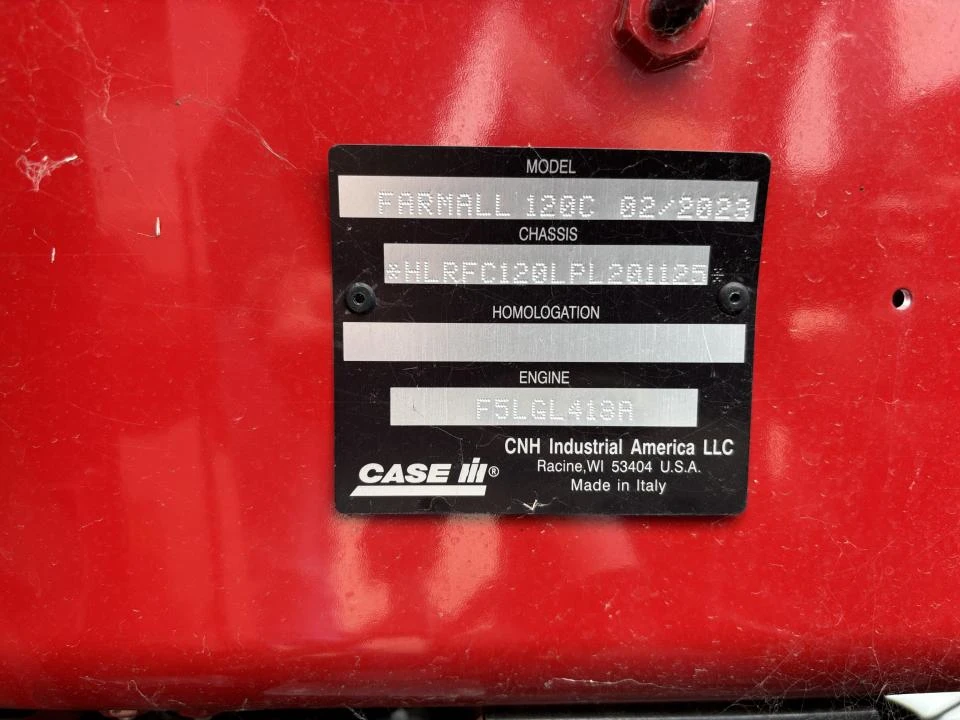 MODEL
FARMALL 120C 02/2023
CHASSIS
*HLRFC120LPL201125*
HOMOLOGATION
ENGINE
F5LGL413A
CNH Industrial America LLC
CASE IH®
Racine, WI 53404 U.S.A.
Made in Italy